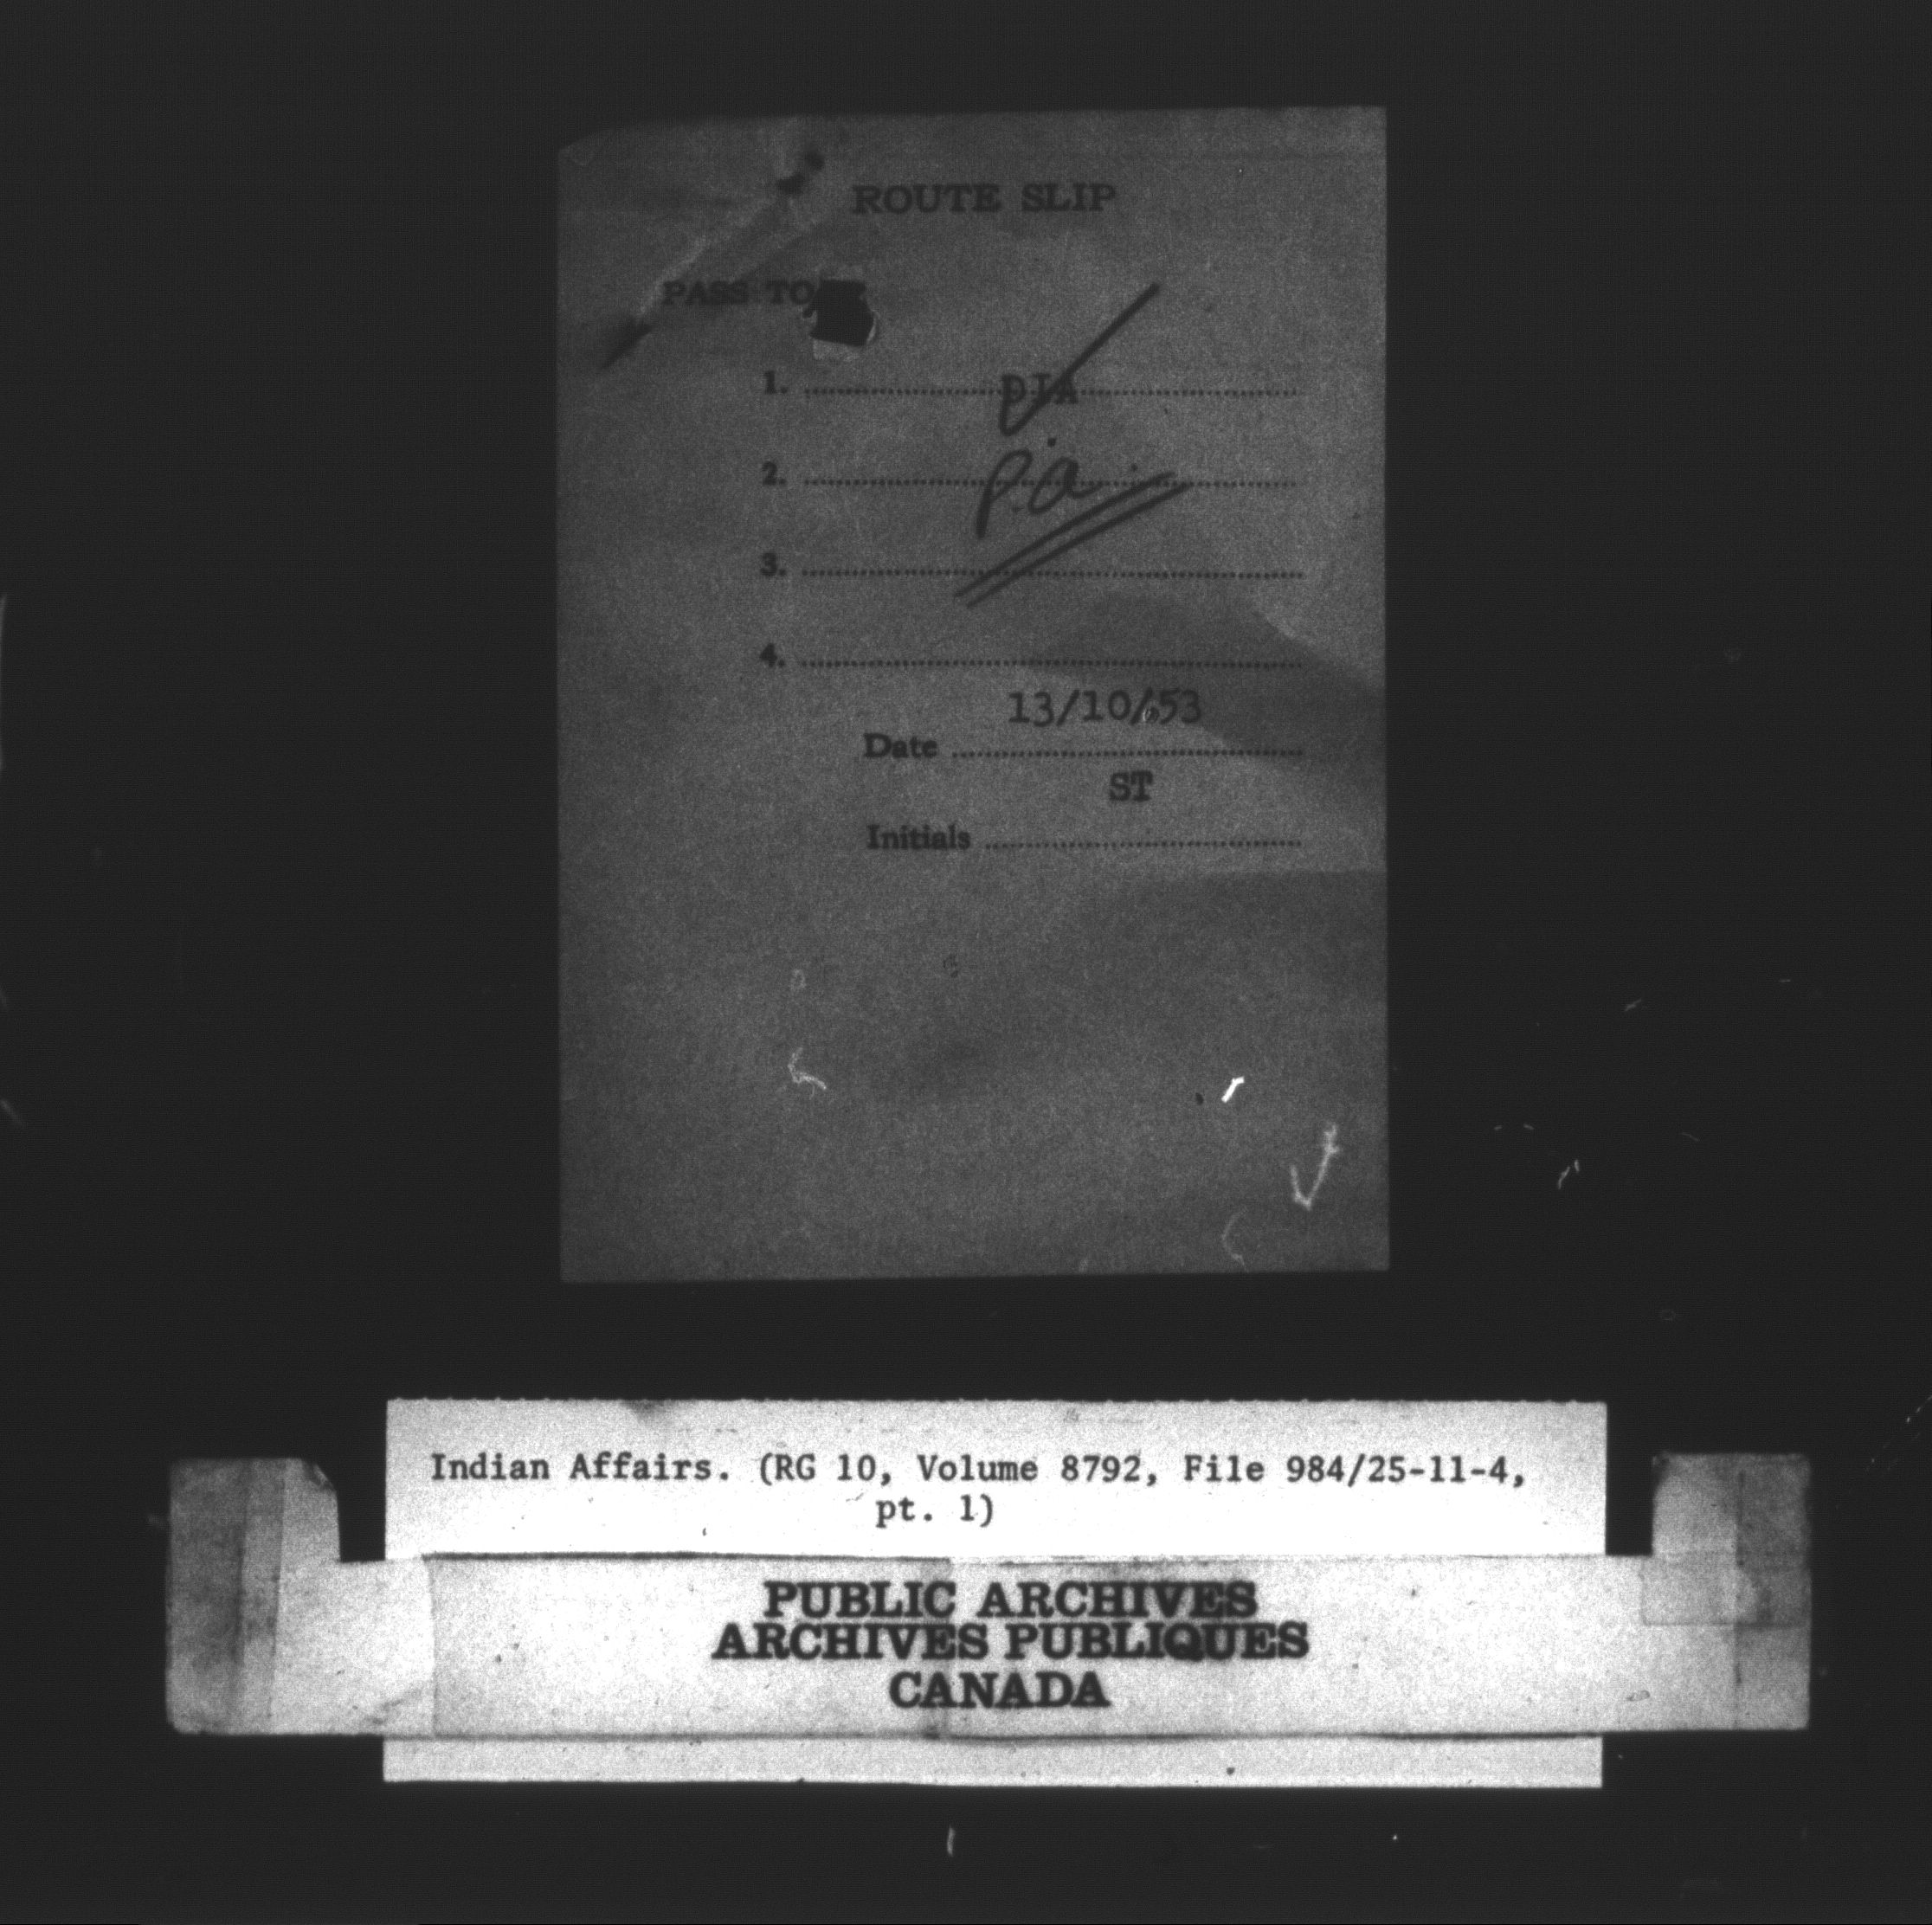 ROUTE SLIP
PASS TO
1. DIA
2. P.A.
3.
4.
13/10/53
Date
ST
Initials
Indian Affairs. (RG 10, Volume 8792, File 984/25-11-4,
pt. 1)
PUBLIC ARCHIVES
ARCHIVES PUBLIQUES
CANADA